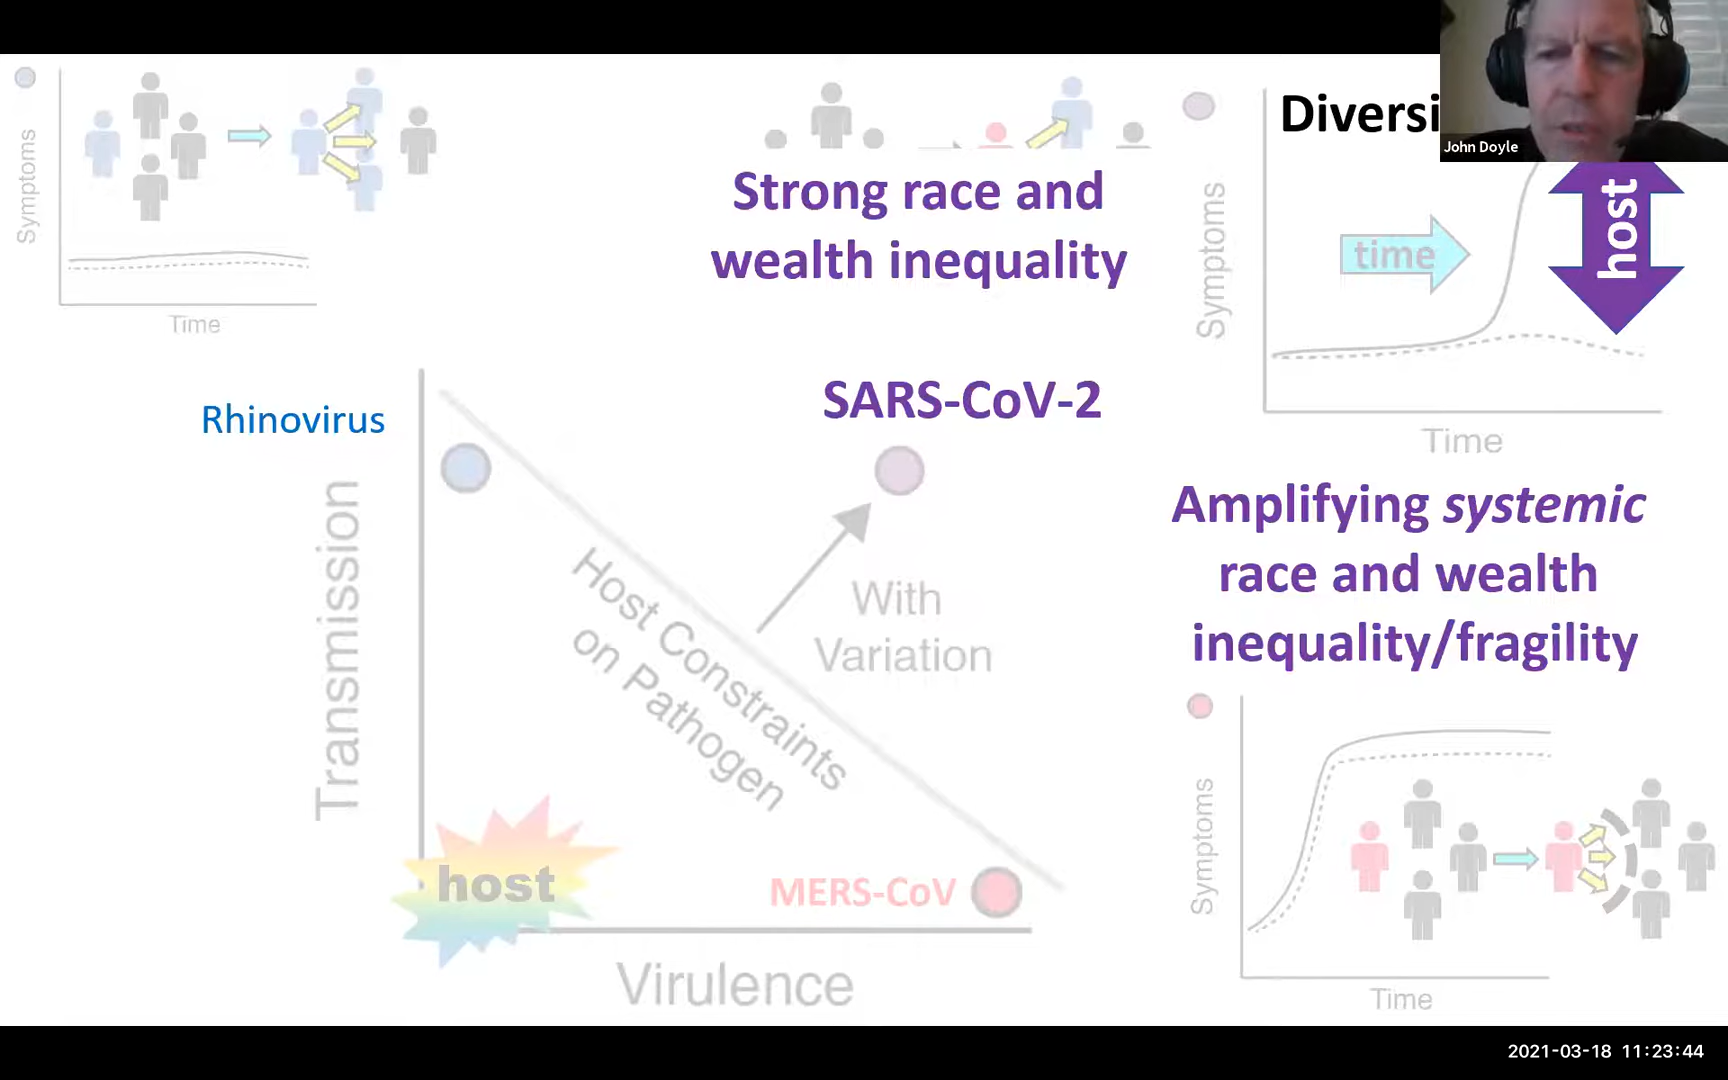 Symptoms
Time
Strong race and
wealth inequality
Symptoms
Diversi
John Doyle
time
host
Time
Rhinovirus
SARS-CoV-2
Transmission
Host Constraints
on Pathogen
With
Variation
host
MERS-CoV
Virulence
Amplifying systemic
race and wealth
inequality/fragility
Symptoms
Time
2021-03-18 11:23:44